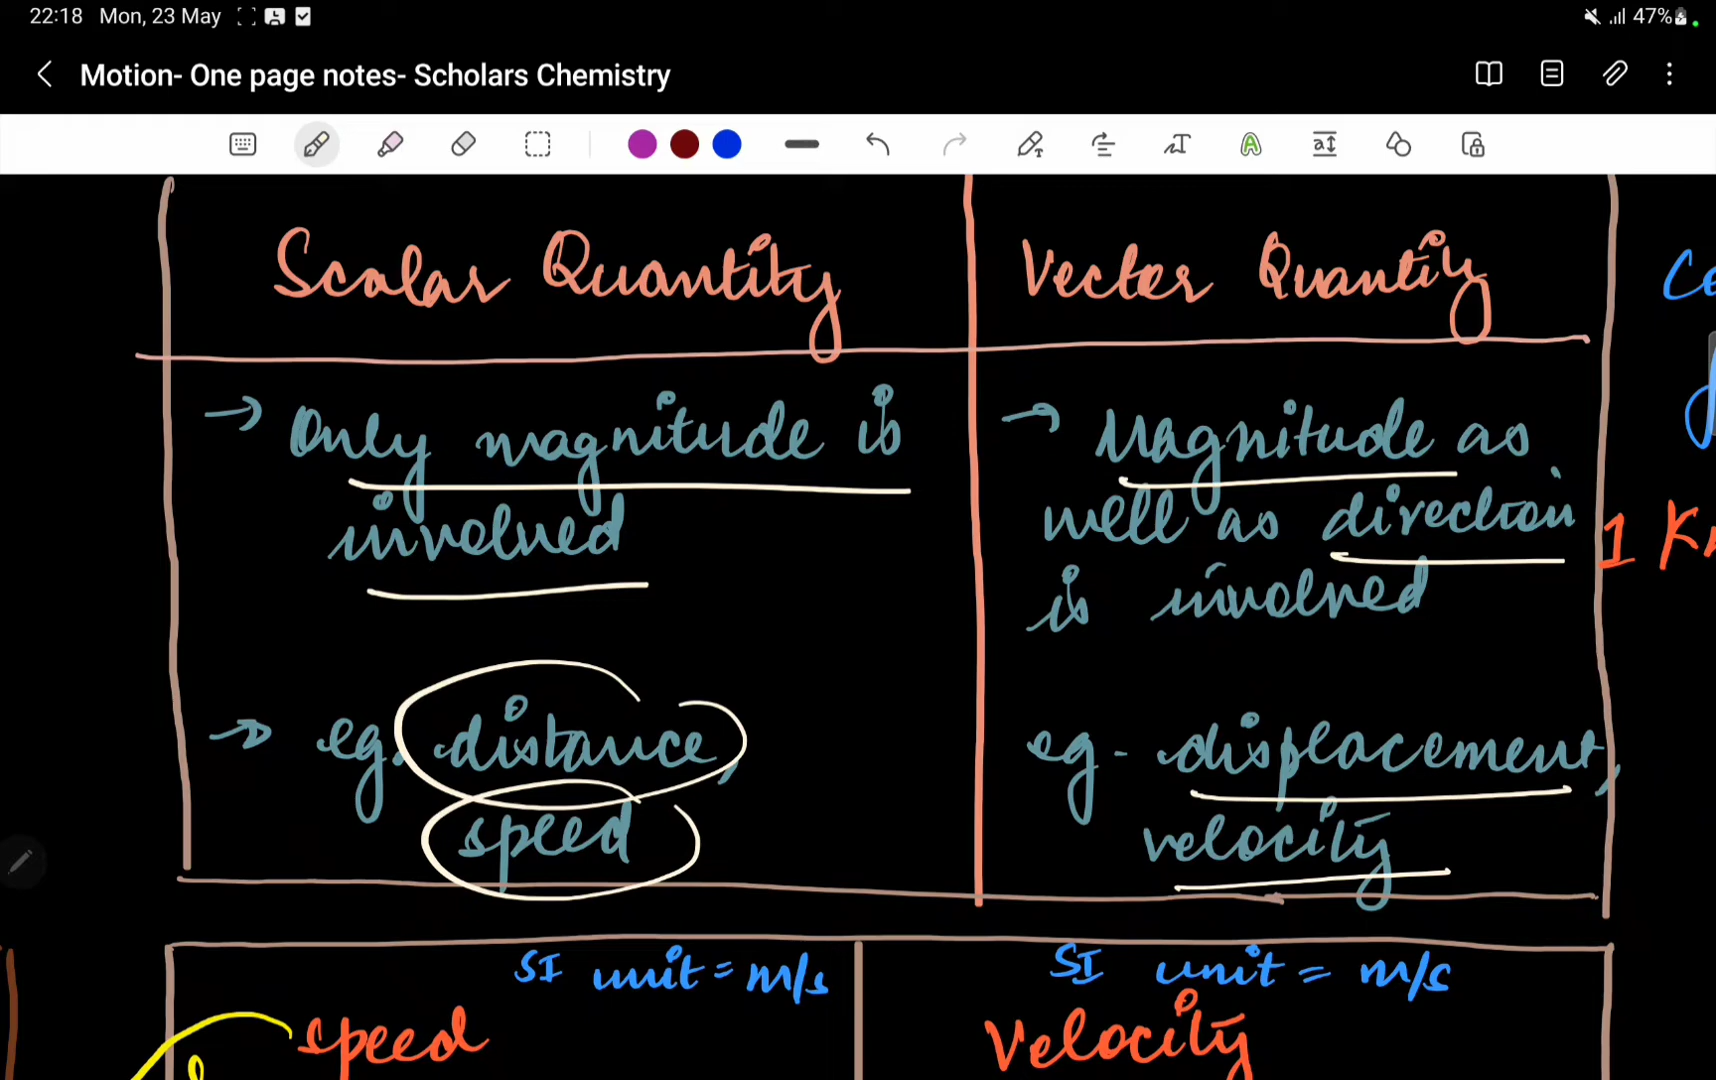 22:18 Mon, 23 May
47%
Motion- One page notes- Scholars Chemistry
Scalar Quantity
Vector Quantity
→ Only magnitude is
involved
→ Magnitude as
well as direction
is involved
→ eg. distance,
speed
eg - displacement,
velocity
1
SI unit = m/s
speed
SI unit = m/s
Velocity